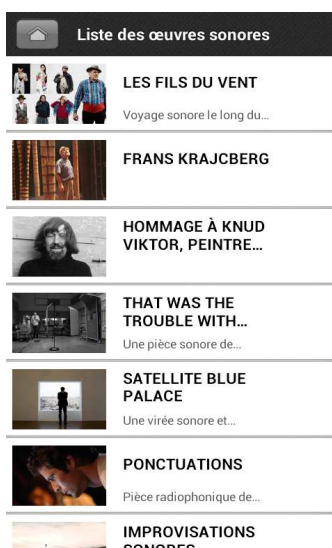 Liste des œuvres sonores
LES FILS DU VENT
Voyage sonore le long du…
FRANS KRAJCBERG
HOMMAGE À KNUD
VIKTOR, PEINTRE…
THAT WAS THE
TROUBLE WITH…
Une pièce sonore de…
SATELLITE BLUE
PALACE
Une virée sonore et…
PONCTUATIONS
Pièce radiophonique de…
IMPROVISATIONS
SONORES